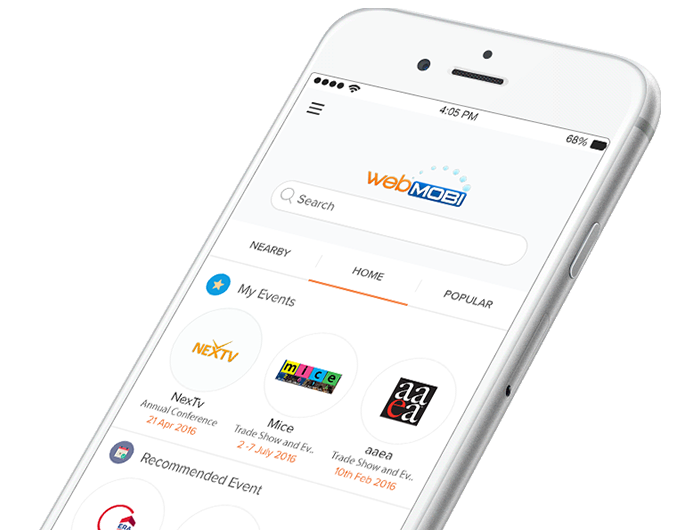 4:05 PM
68%
webMOBI
Search
NEARBY
HOME
POPULAR
My Events
NEXTV
mice
aaea
NexTv
Mice
aaea
Annual Conference
Trade Show and Ev..
Trade Show and Ev..
21 Apr 2016
2 -7 July 2016
10th Feb 2016
Recommended Event
ERA